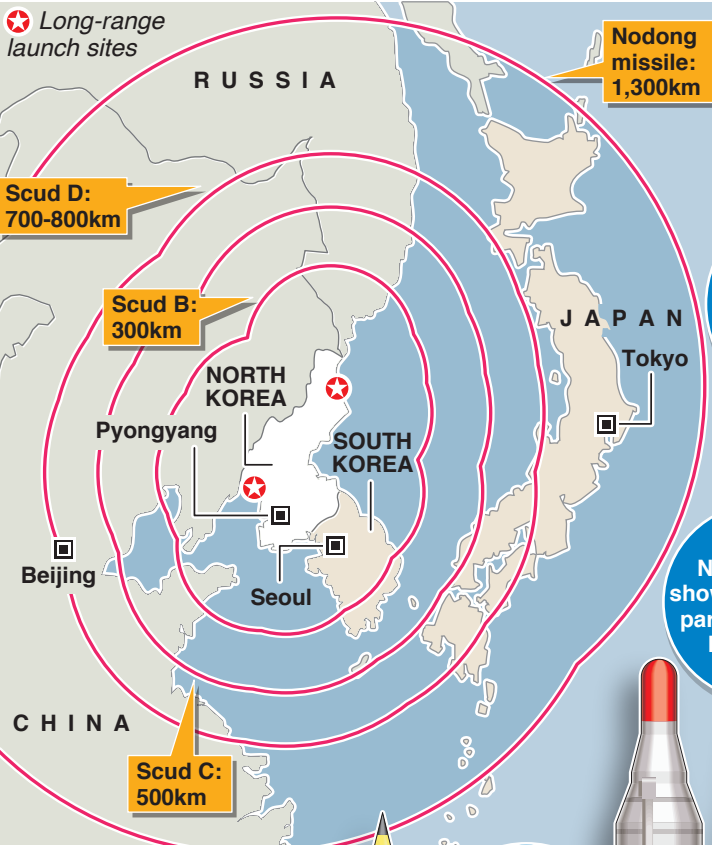 Long-range
launch sites
RUSSIA
Nodong
missile:
1,300km
Scud D:
700-800km
Scud B:
300km
JAPAN
Tokyo
NORTH
KOREA
Pyongyang
SOUTH
KOREA
Beijing
Seoul
CHINA
Scud C:
500km